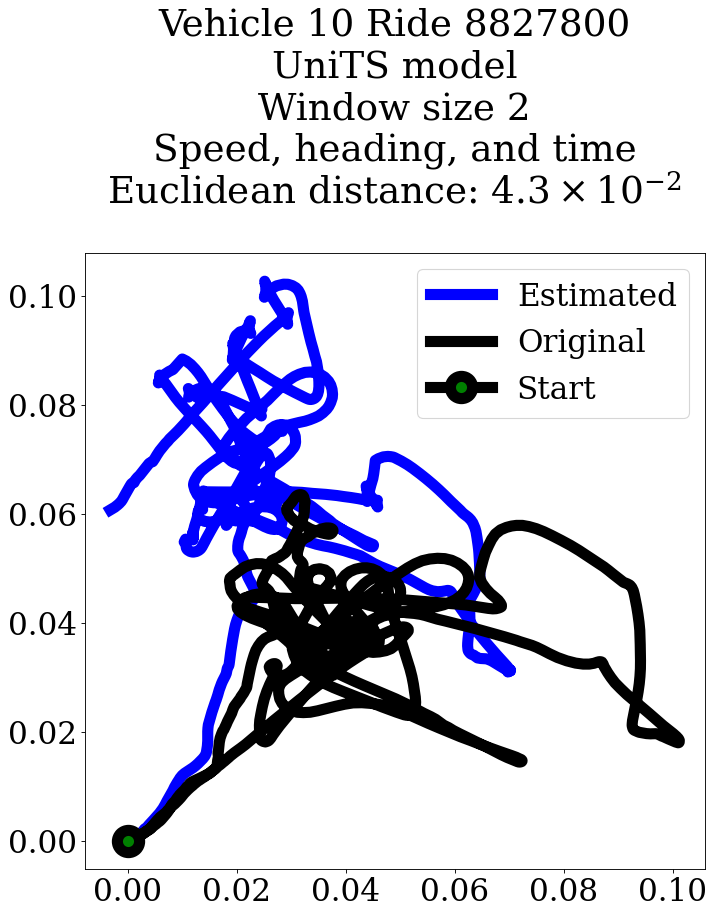 Vehicle 10 Ride 8827800
UniTS model
Window size 2
Speed, heading, and time
Euclidean distance: 4.3 × 10⁻²
Estimated
Original
Start
0.10
0.08
0.06
0.04
0.02
0.00
0.00 0.02 0.04 0.06 0.08 0.10